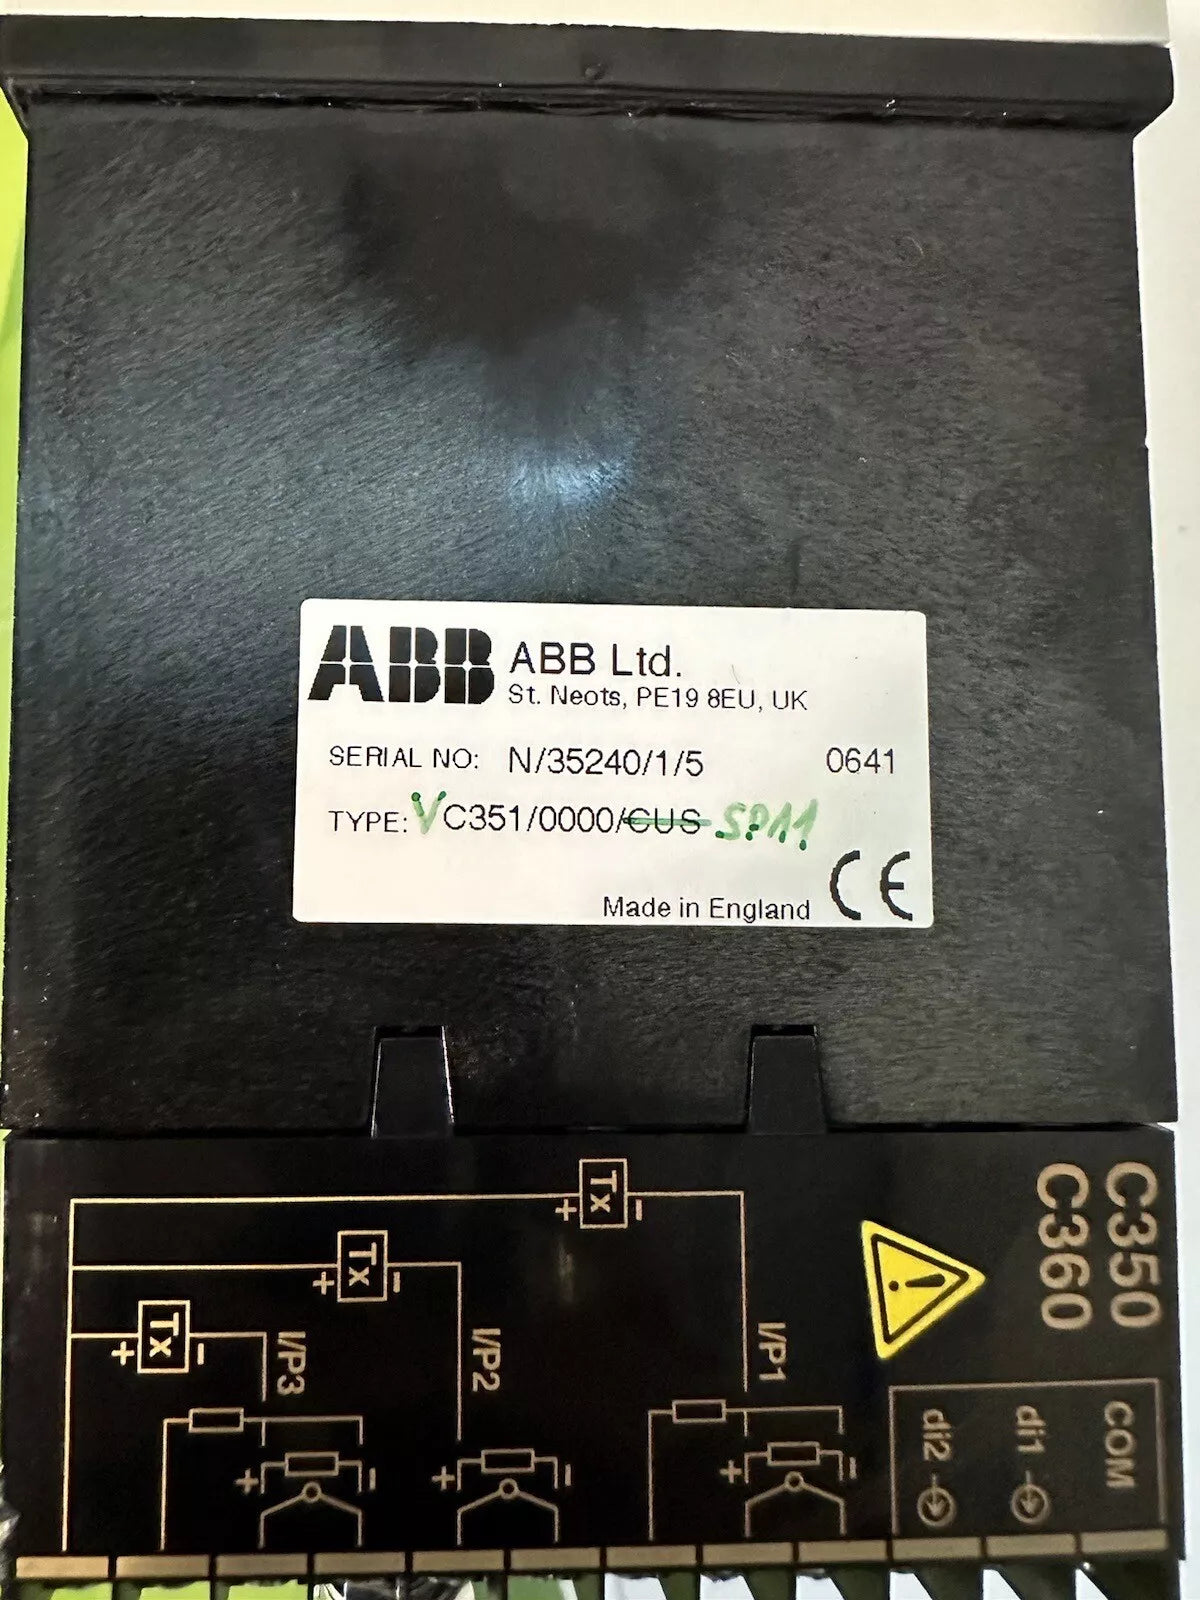 ABB ABB Ltd.
St. Neots, PE19 8EU, UK
SERIAL NO: N/35240/1/5 0641
TYPE: VC351/0000/CUS SP11
Made in England CE
C350
C360
Tx
+ -
Tx
+ -
Tx
+ -
I/P1
I/P2
I/P3
COM
di1
di2
+ -
+ -
+ -